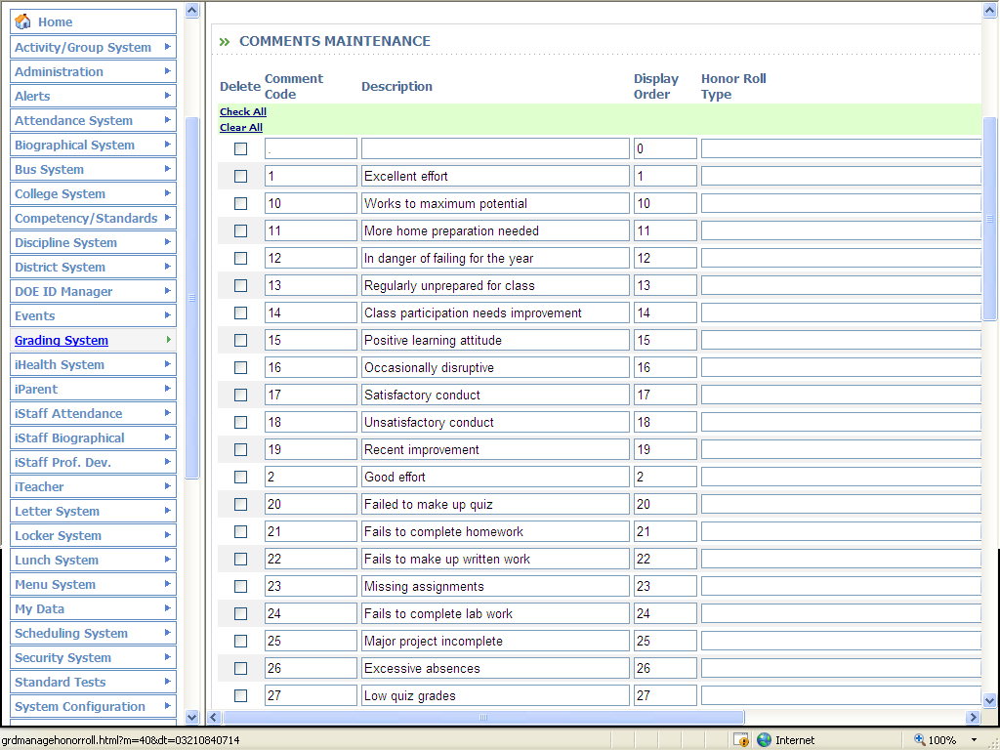 Home
Activity/Group System
Administration
Alerts
Attendance System
Biographical System
Bus System
College System
Competency/Standards
Discipline System
District System
DOE ID Manager
Events
Grading System
iHealth System
iParent
iStaff Attendance
iStaff Biographical
iStaff Prof. Dev.
iTeacher
Letter System
Locker System
Lunch System
Menu System
My Data
Scheduling System
Security System
Standard Tests
System Configuration
» COMMENTS MAINTENANCE
Delete Comment Code Description Display Order Honor Roll Type
Check All
Clear All
. 0
1 Excellent effort 1
10 Works to maximum potential 10
11 More home preparation needed 11
12 In danger of failing for the year 12
13 Regularly unprepared for class 13
14 Class participation needs improvement 14
15 Positive learning attitude 15
16 Occasionally disruptive 16
17 Satisfactory conduct 17
18 Unsatisfactory conduct 18
19 Recent improvement 19
2 Good effort 2
20 Failed to make up quiz 20
21 Fails to complete homework 21
22 Fails to make up written work 22
23 Missing assignments 23
24 Fails to complete lab work 24
25 Major project incomplete 25
26 Excessive absences 26
27 Low quiz grades 27
grdmanagehonorroll.html?m=40&dt=03210840714 Internet 100%